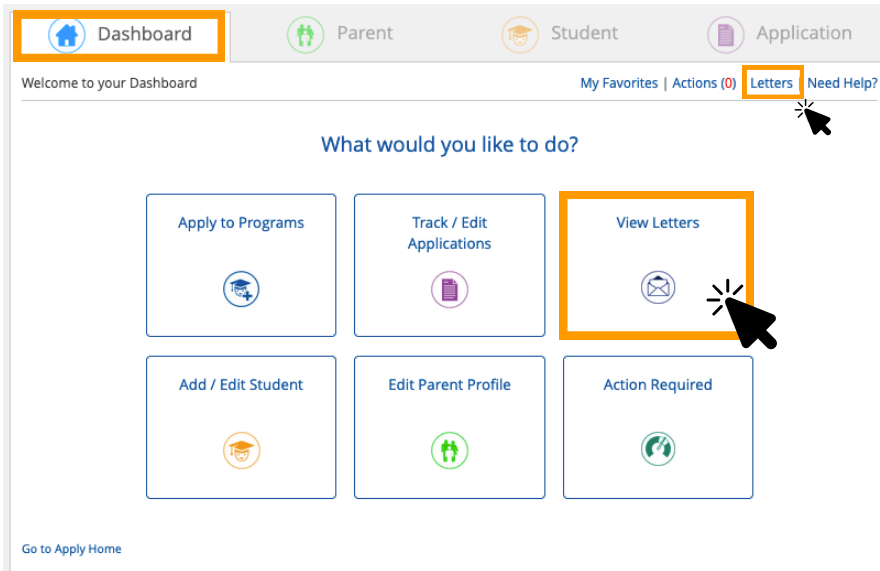 Dashboard
Parent
Student
Application
Welcome to your Dashboard
My Favorites | Actions (0) | Letters | Need Help?
What would you like to do?
Apply to Programs
Track / Edit
Applications
View Letters
Add / Edit Student
Edit Parent Profile
Action Required
Go to Apply Home